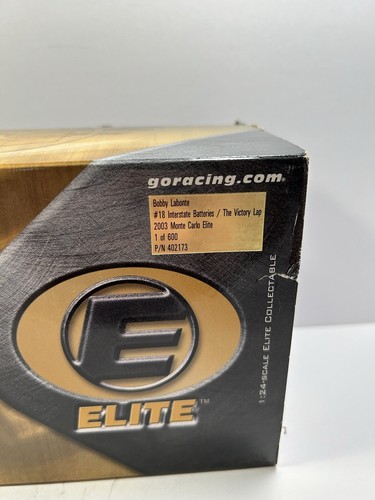 goracing.com
Bobby Labonte
#18 Interstate Batteries / The Victory Lap
2003 Monte Carlo Elite
1 of 600
P/N 402173
1:24-SCALE ELITE COLLECTABLE
E
ELITE™